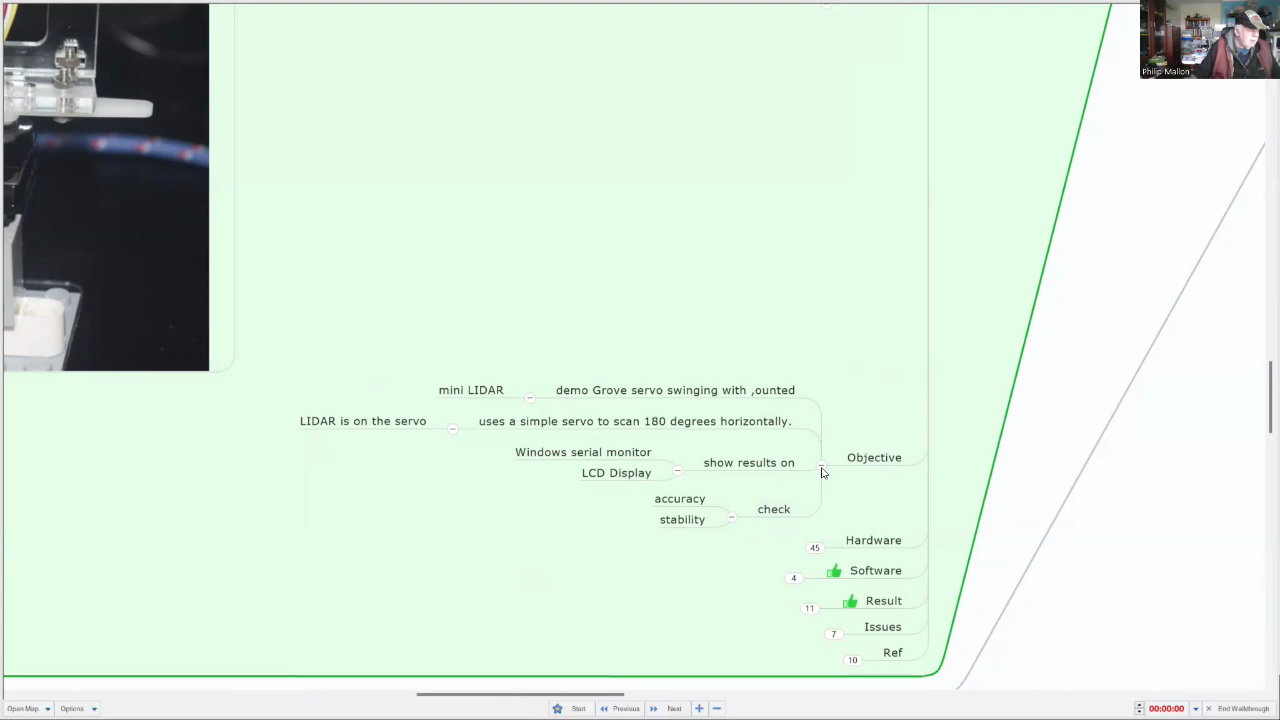 Philip Mallon
mini LIDAR
demo Grove servo swinging with ,ounted
LIDAR is on the servo
uses a simple servo to scan 180 degrees horizontally.
Windows serial monitor
LCD Display
show results on
Objective
accuracy
stability
check
Hardware
45
Software
4
Result
11
Issues
7
Ref
10
Open Map
Options
Start
Previous
Next
00:00:00
End Walkthrough